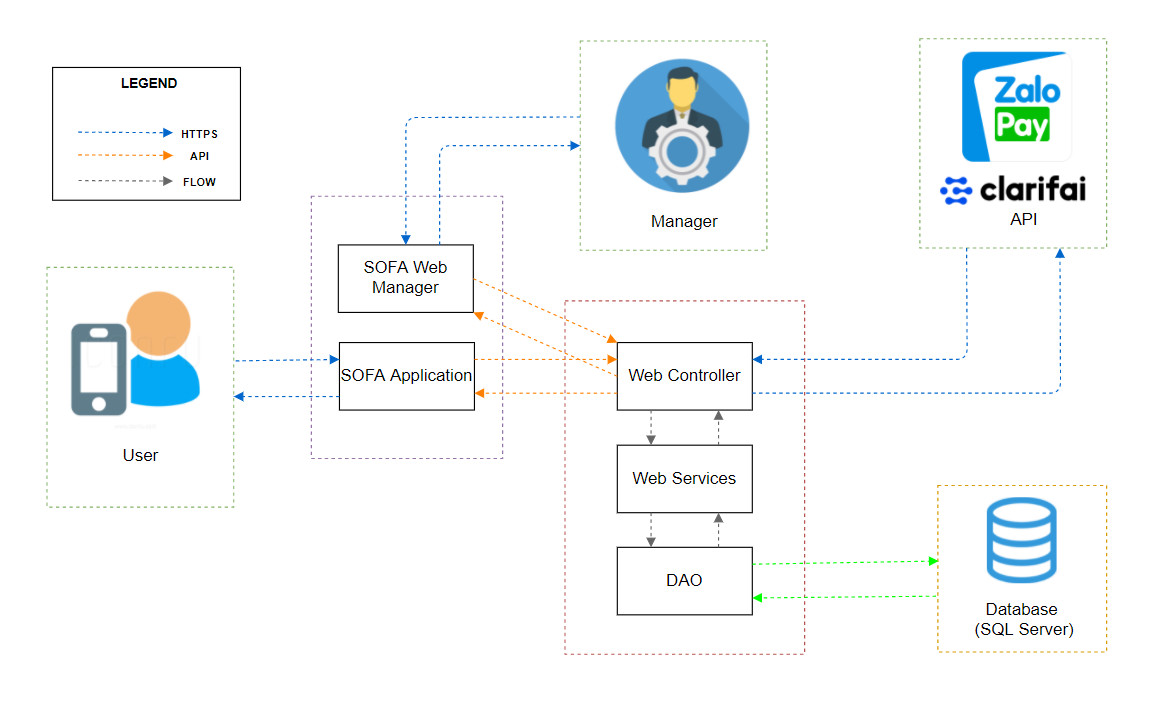 LEGEND
HTTPS
API
FLOW
Manager
Zalo
Pay
clarifai
API
SOFA Web
Manager
SOFA Application
User
Web Controller
Web Services
DAO
Database
(SQL Server)